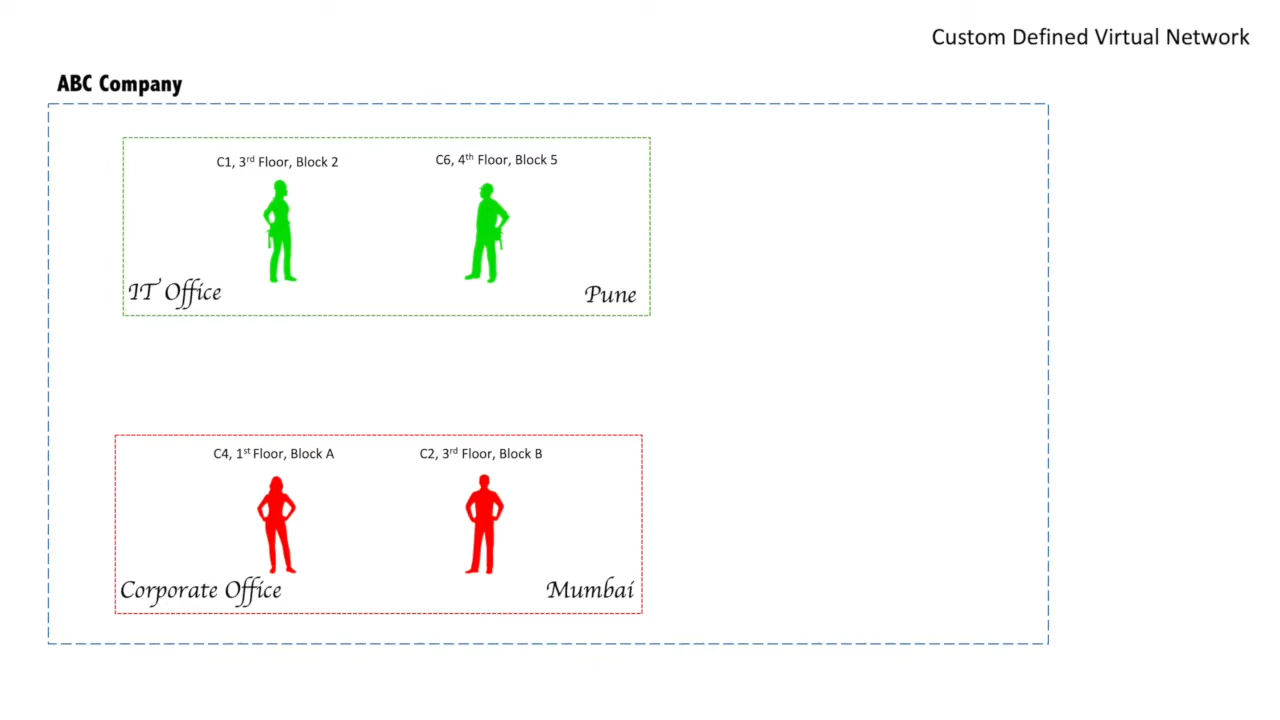 Custom Defined Virtual Network
ABC Company
C1, 3rd Floor, Block 2
C6, 4th Floor, Block 5
IT Office
Pune
C4, 1st Floor, Block A
C2, 3rd Floor, Block B
Corporate Office
Mumbai